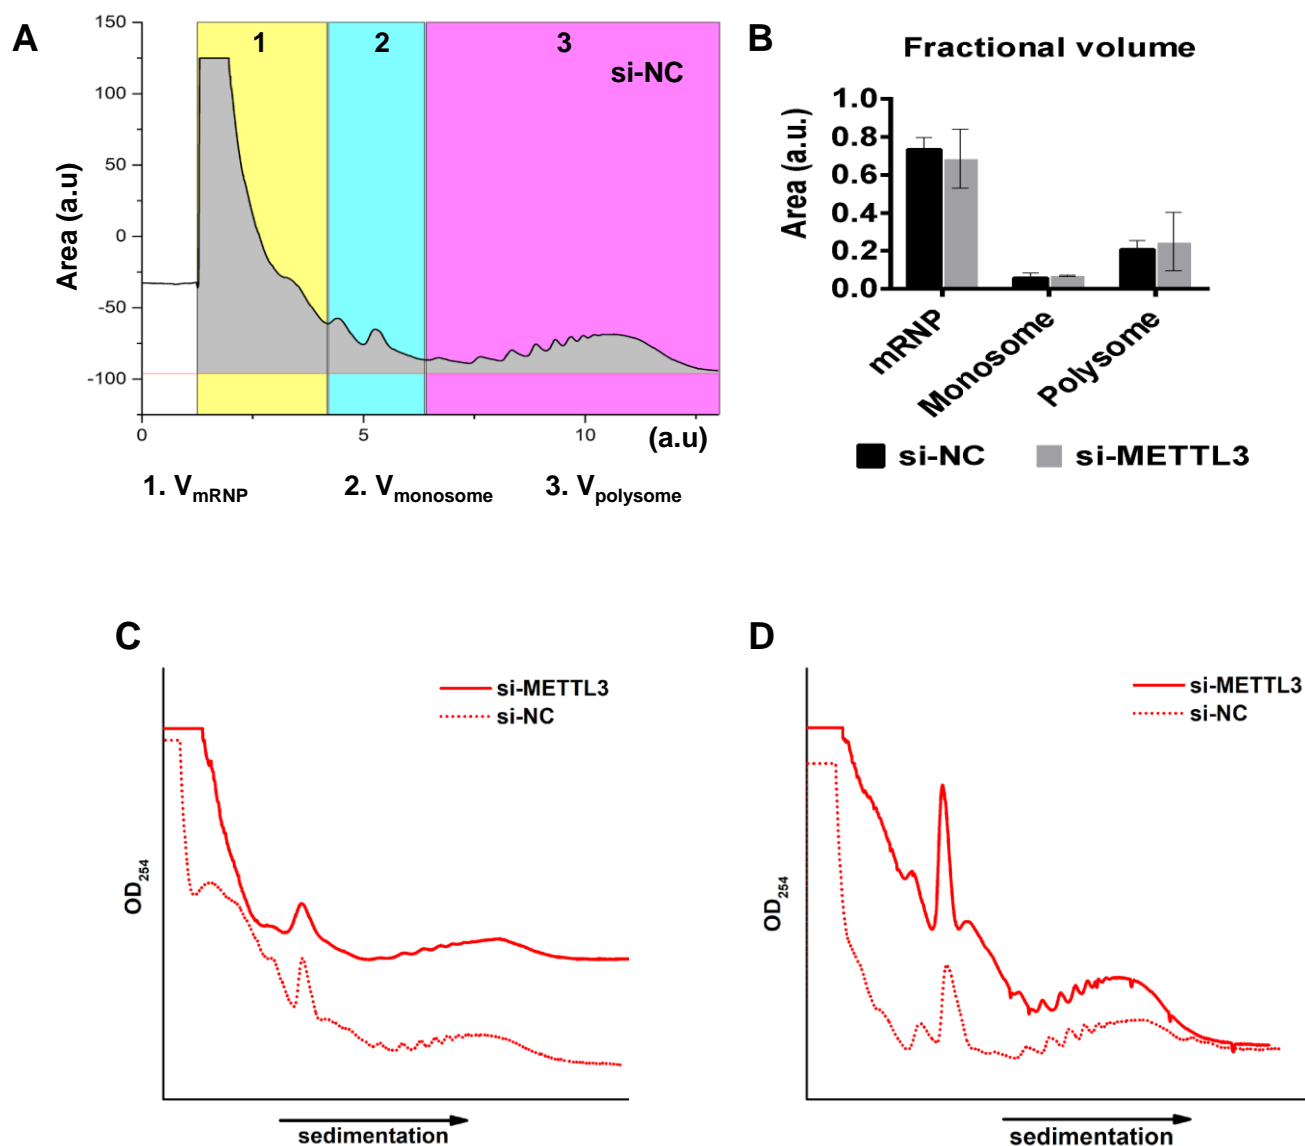 A
150
100
50
0
-50
-100
Area (a.u)
1
2
3
si-NC
0
5
10
(a.u)
1. VmRNP
2. Vmonosome
3. Vpolysome
B
Fractional volume
1.0
0.8
0.6
0.4
0.2
0.0
Area (a.u.)
mRNP
Monosome
Polysome
si-NC
si-METTL3
C
si-METTL3
si-NC
OD254
sedimentation
D
si-METTL3
si-NC
OD254
sedimentation